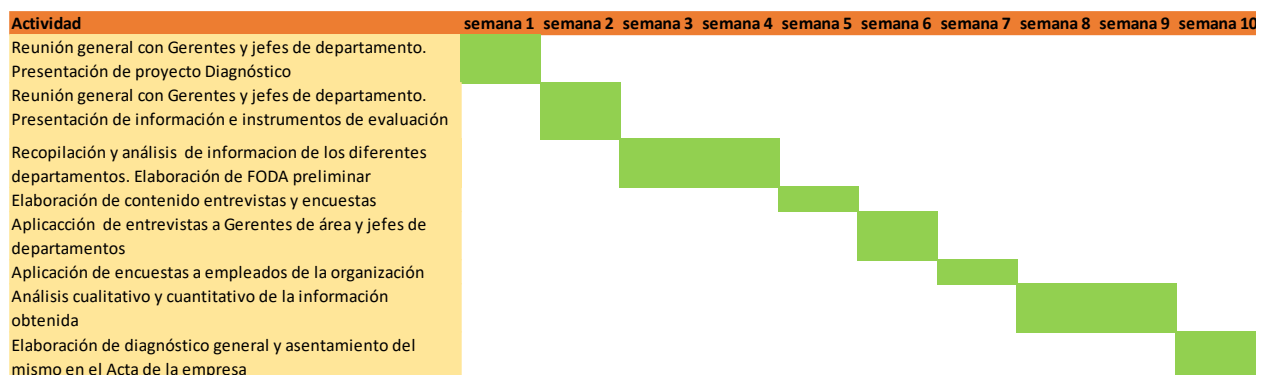 Actividad semana 1 semana 2 semana 3 semana 4 semana 5 semana 6 semana 7 semana 8 semana 9 semana 10
Reunión general con Gerentes y jefes de departamento.
Presentación de proyecto Diagnóstico
Reunión general con Gerentes y jefes de departamento.
Presentación de información e instrumentos de evaluación
Recopilación y análisis de informacion de los diferentes
departamentos. Elaboración de FODA preliminar
Elaboración de contenido entrevistas y encuestas
Aplicacción de entrevistas a Gerentes de área y jefes de
departamentos
Aplicación de encuestas a empleados de la organización
Análisis cualitativo y cuantitativo de la información
obtenida
Elaboración de diagnóstico general y asentamiento del
mismo en el Acta de la empresa